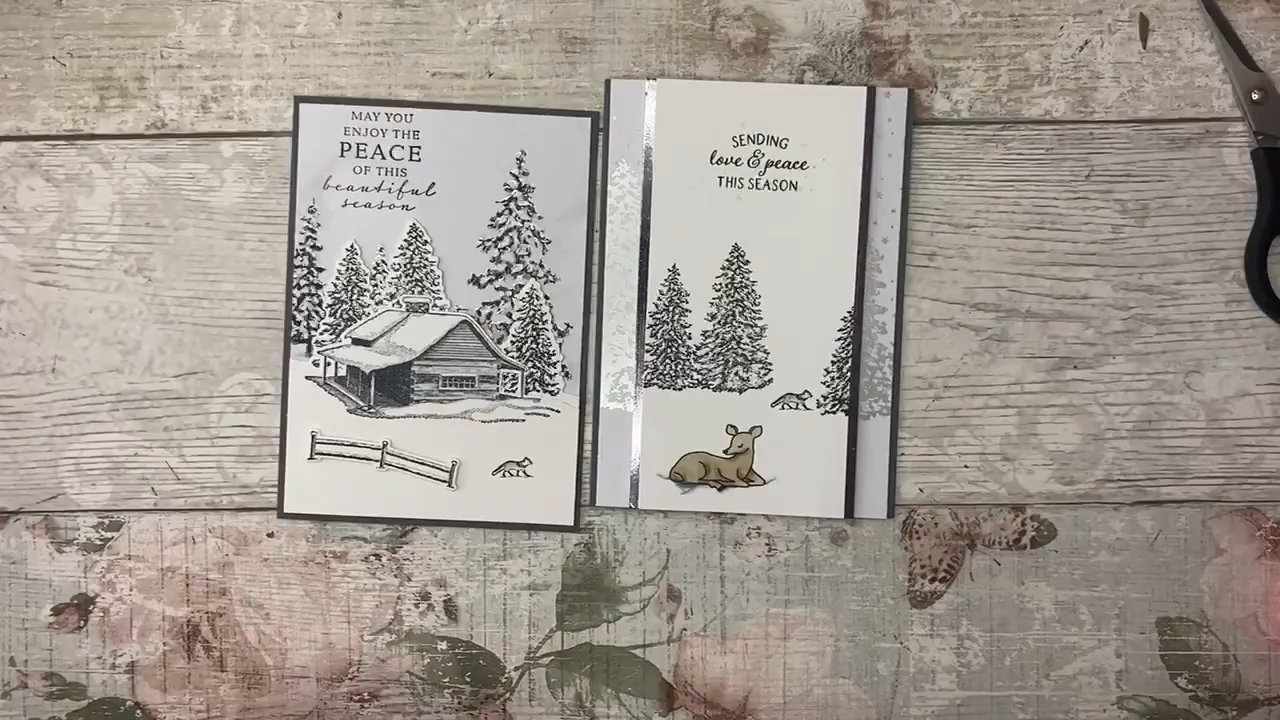 MAY YOU
ENJOY THE
PEACE
OF THIS
beautiful
season
SENDING
love & peace
THIS SEASON